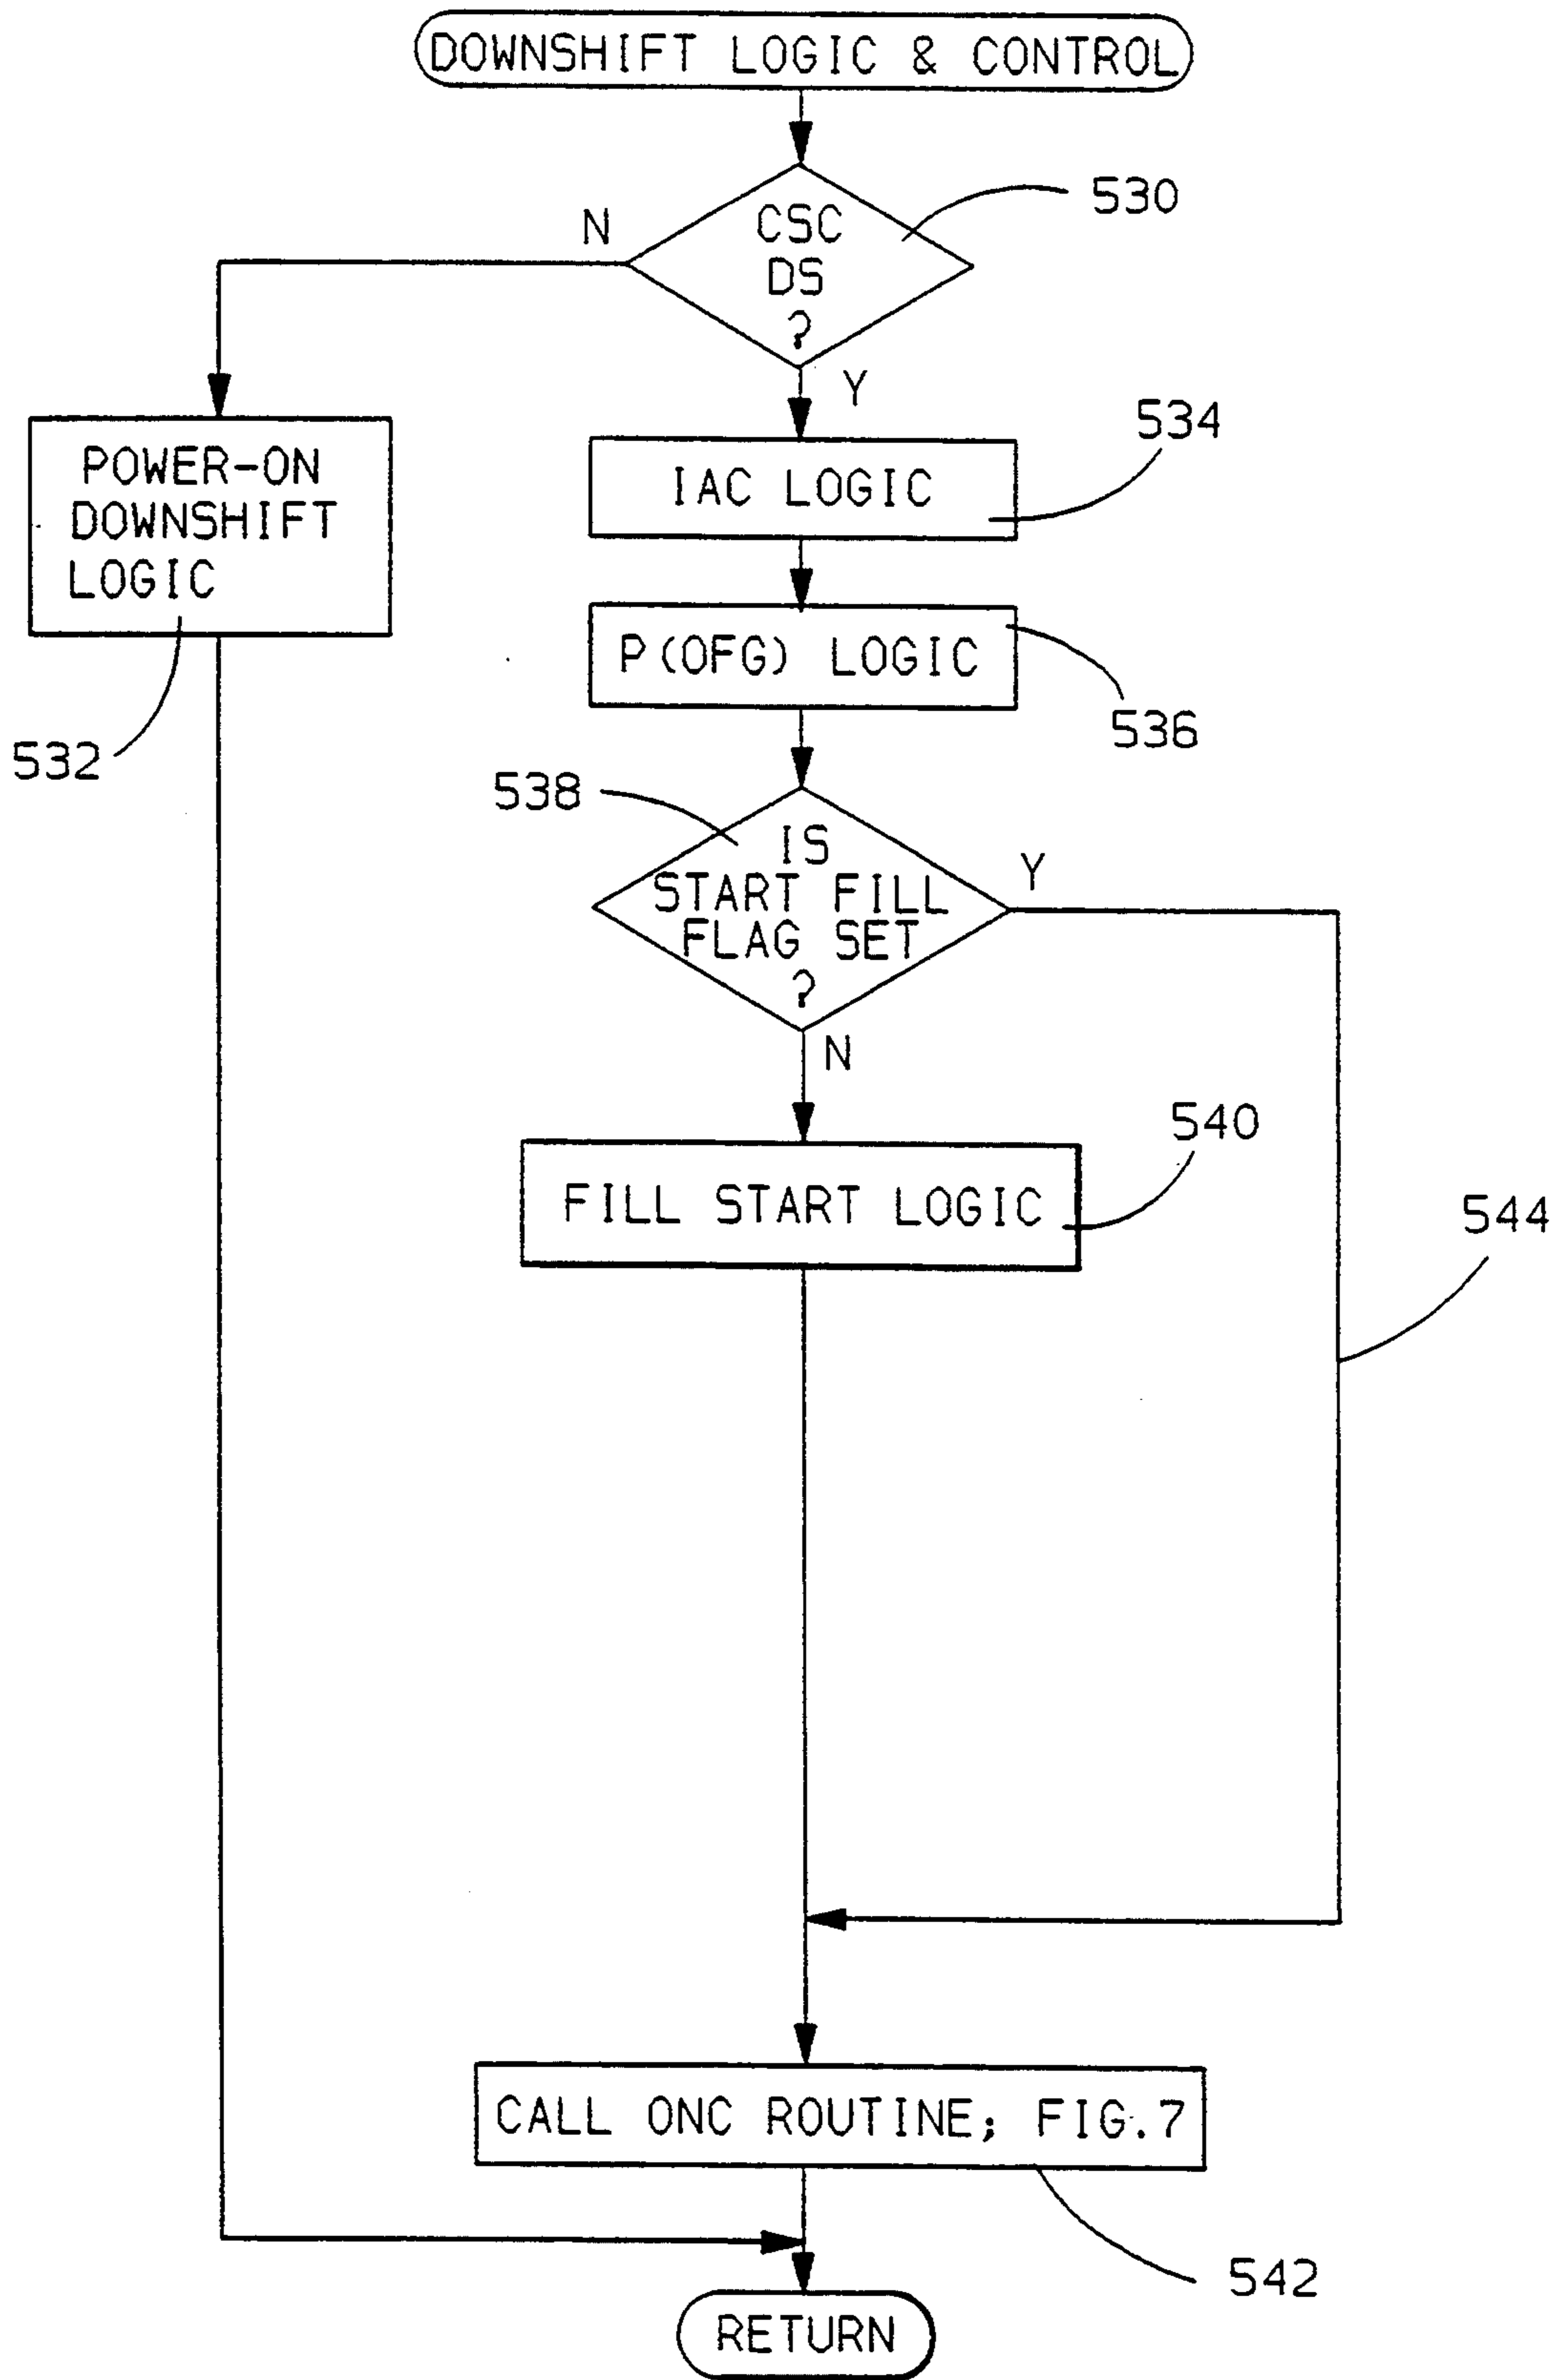 DOWNSHIFT LOGIC & CONTROL
530
N
CSC
DS
?
Y
534
POWER-ON
DOWNSHIFT
LOGIC
IAC LOGIC
P(OFG) LOGIC
536
532
538
IS
START FILL
FLAG SET
?
Y
N
540
FILL START LOGIC
544
CALL ONC ROUTINE; FIG.7
542
RETURN